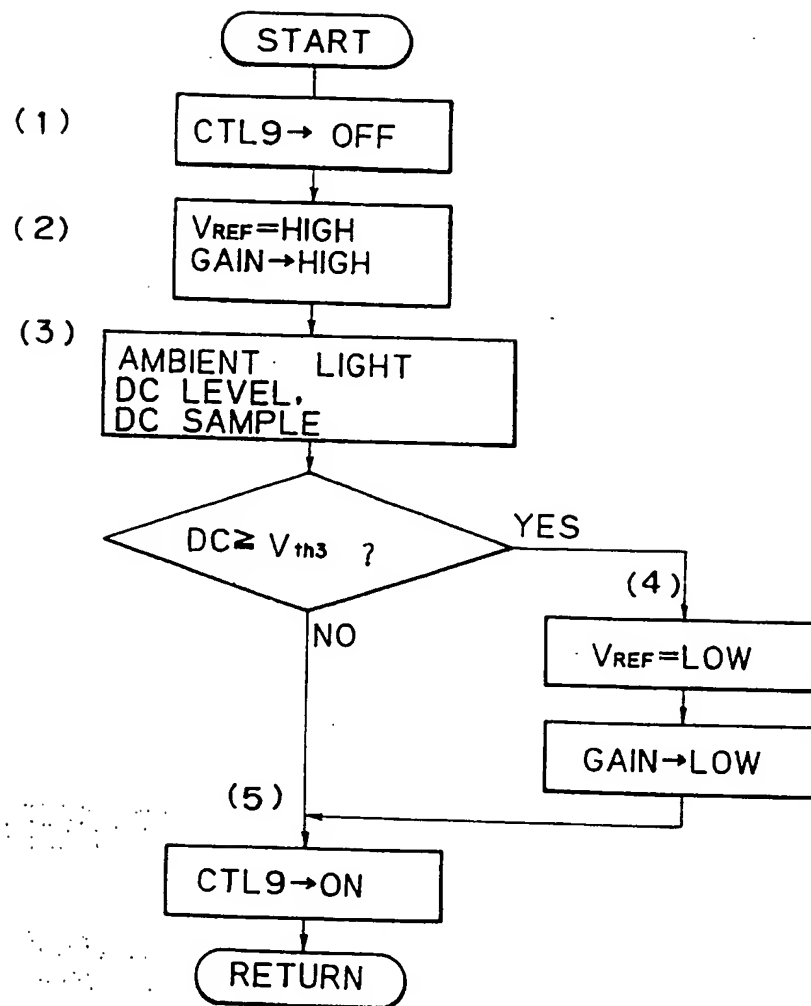 START
(1)
CTL9→ OFF
(2)
VREF=HIGH
GAIN→HIGH
(3)
AMBIENT LIGHT
DC LEVEL,
DC SAMPLE
DC≧ Vth3 ?
YES
(4)
NO
VREF=LOW
GAIN→LOW
(5)
CTL9→ON
RETURN